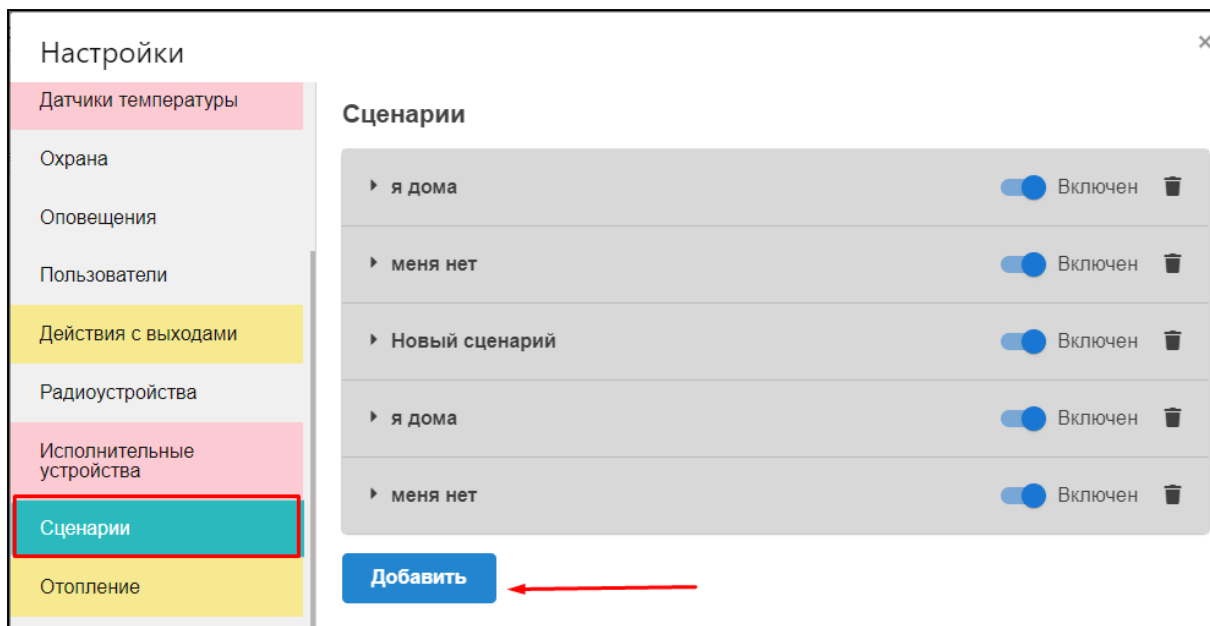 Настройки
×
Датчики температуры
Охрана
Оповещения
Пользователи
Действия с выходами
Радиоустройства
Исполнительные
устройства
Сценарии
Отопление
Сценарии
я дома Включен
меня нет Включен
Новый сценарий Включен
я дома Включен
меня нет Включен
Добавить